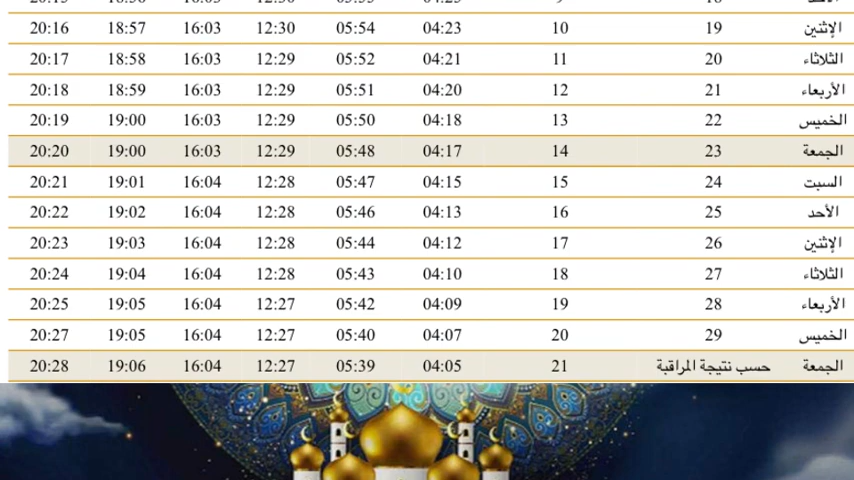 الإثنين 19 10 04:23 05:54 12:30 16:03 18:57 20:16
الثلاثاء 20 11 04:21 05:52 12:29 16:03 18:58 20:17
الأربعاء 21 12 04:20 05:51 12:29 16:03 18:59 20:18
الخميس 22 13 04:18 05:50 12:29 16:03 19:00 20:19
الجمعة 23 14 04:17 05:48 12:29 16:03 19:00 20:20
السبت 24 15 04:15 05:47 12:28 16:04 19:01 20:21
الأحد 25 16 04:13 05:46 12:28 16:04 19:02 20:22
الإثنين 26 17 04:12 05:44 12:28 16:04 19:03 20:23
الثلاثاء 27 18 04:10 05:43 12:28 16:04 19:04 20:24
الأربعاء 28 19 04:09 05:42 12:27 16:04 19:05 20:25
الخميس 29 20 04:07 05:40 12:27 16:04 19:05 20:27
الجمعة حسب نتيجة المراقبة 21 04:05 05:39 12:27 16:04 19:06 20:28